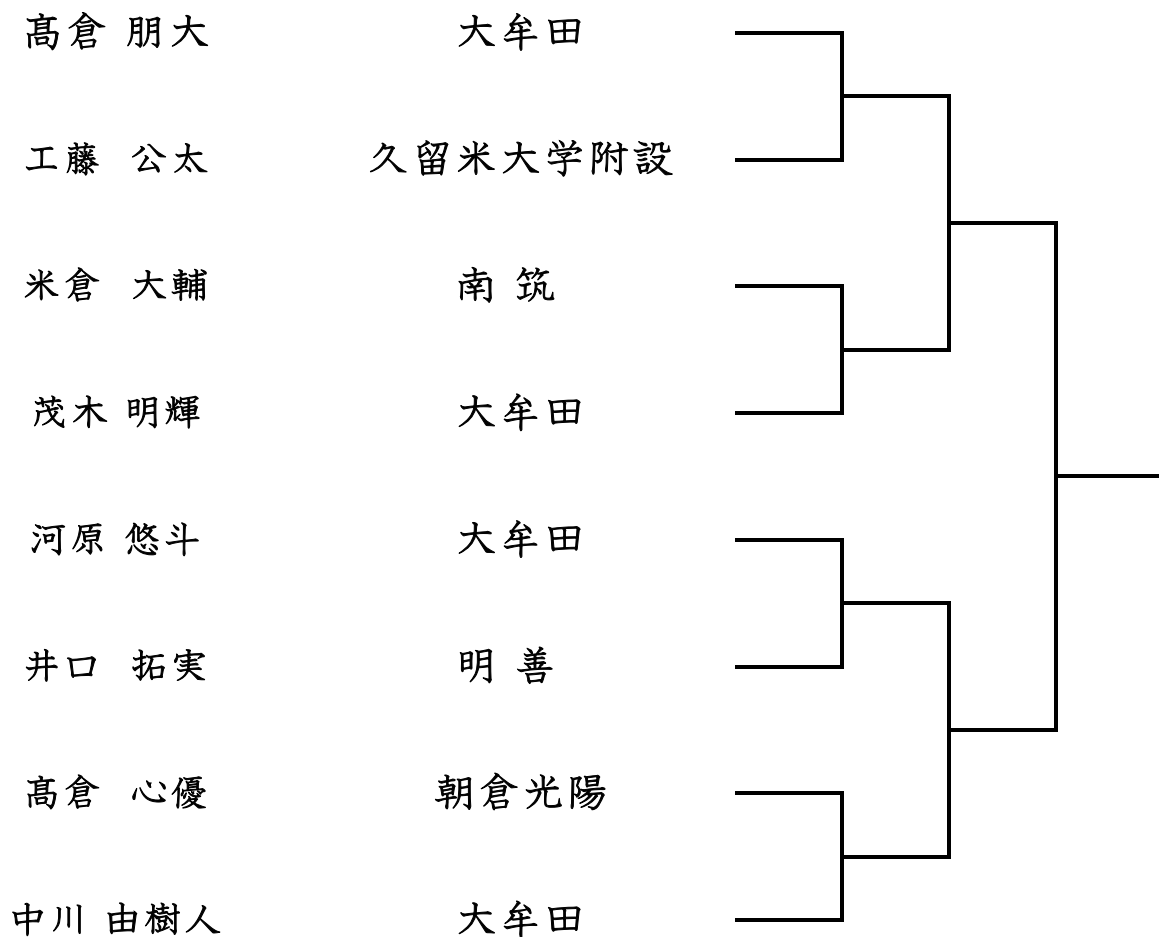 髙倉 朋大 大牟田
工藤 公太 久留米大学附設
米倉 大輔 南 筑
茂木 明輝 大牟田
河原 悠斗 大牟田
井口 拓実 明 善
髙倉 心優 朝倉光陽
中川 由樹人 大牟田